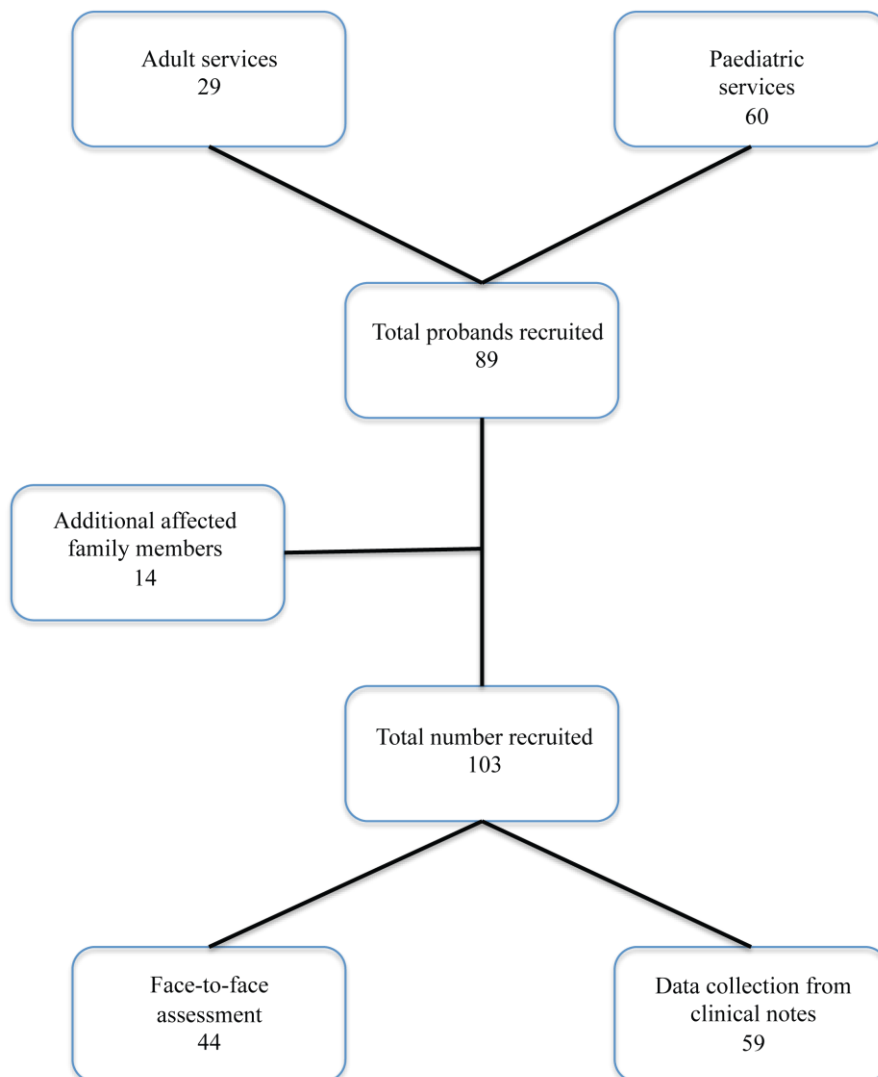 Adult services
29
Paediatric
services
60
Total probands recruited
89
Additional affected
family members
14
Total number recruited
103
Face-to-face
assessment
44
Data collection from
clinical notes
59